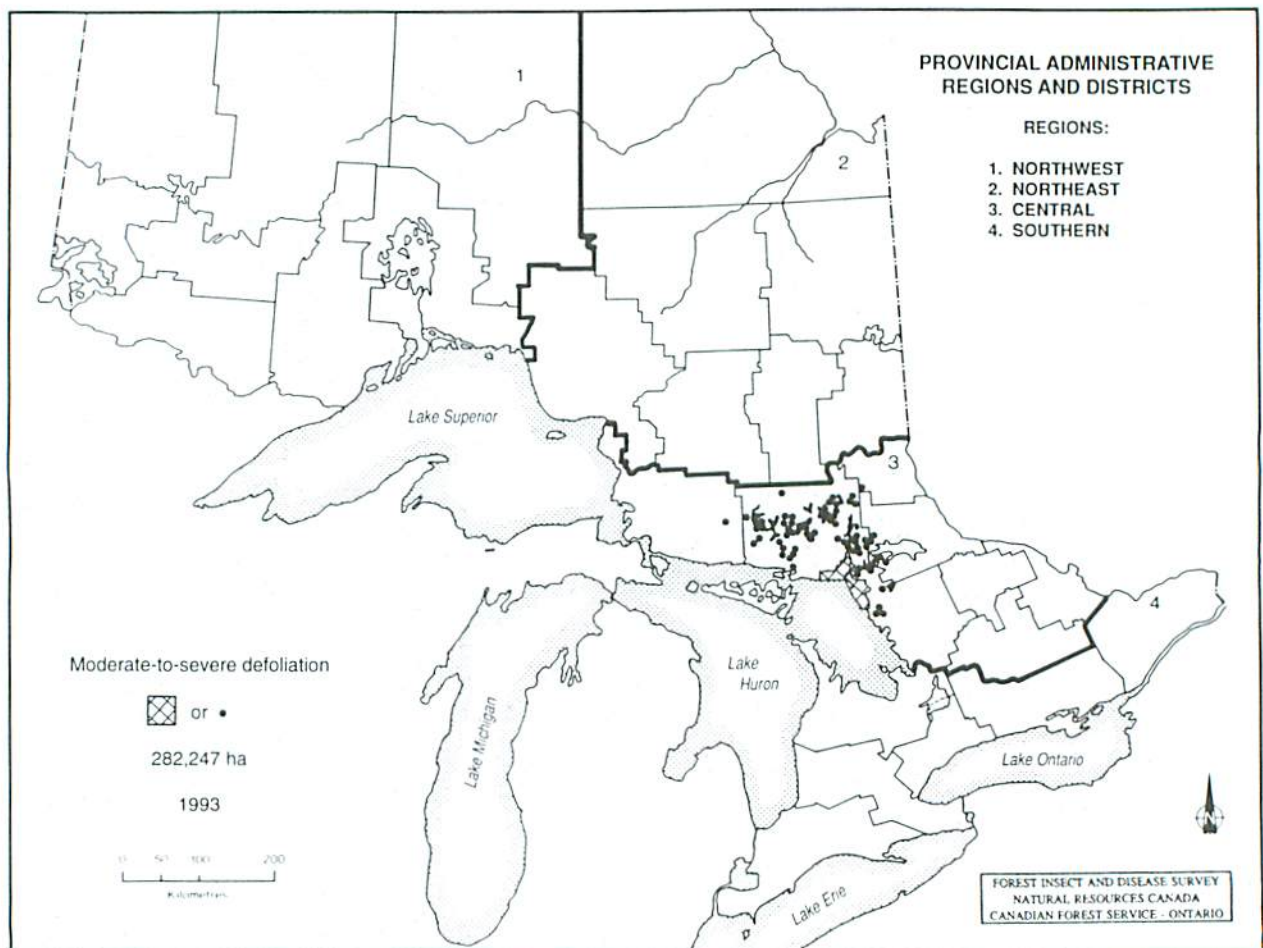 PROVINCIAL ADMINISTRATIVE
REGIONS AND DISTRICTS
REGIONS:
1. NORTHWEST
2. NORTHEAST
3. CENTRAL
4. SOUTHERN
1
2
3
4
Lake Superior
Lake Michigan
Lake
Huron
Lake Ontario
Lake Erie
Moderate-to-severe defoliation
or
282,247 ha
1993
0 50 100 200
Kilometres
N
FOREST INSECT AND DISEASE SURVEY
NATURAL RESOURCES CANADA
CANADIAN FOREST SERVICE - ONTARIO